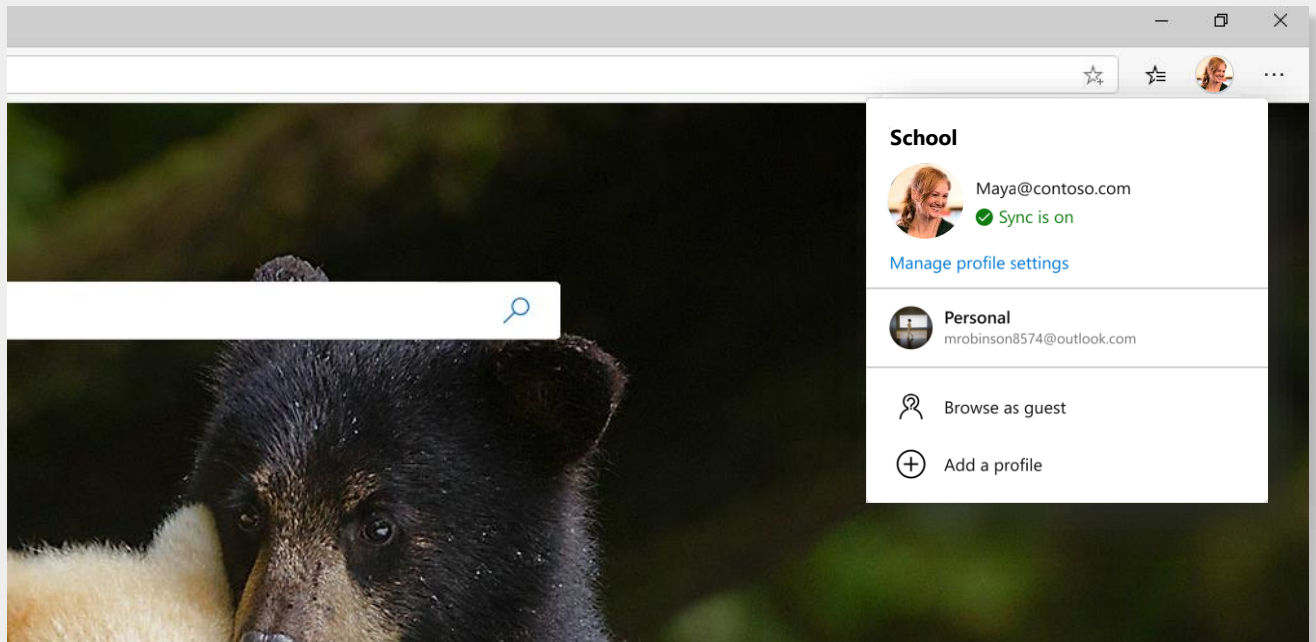 School
Maya@contoso.com
Sync is on
Manage profile settings
Personal
mrobinson8574@outlook.com
Browse as guest
Add a profile